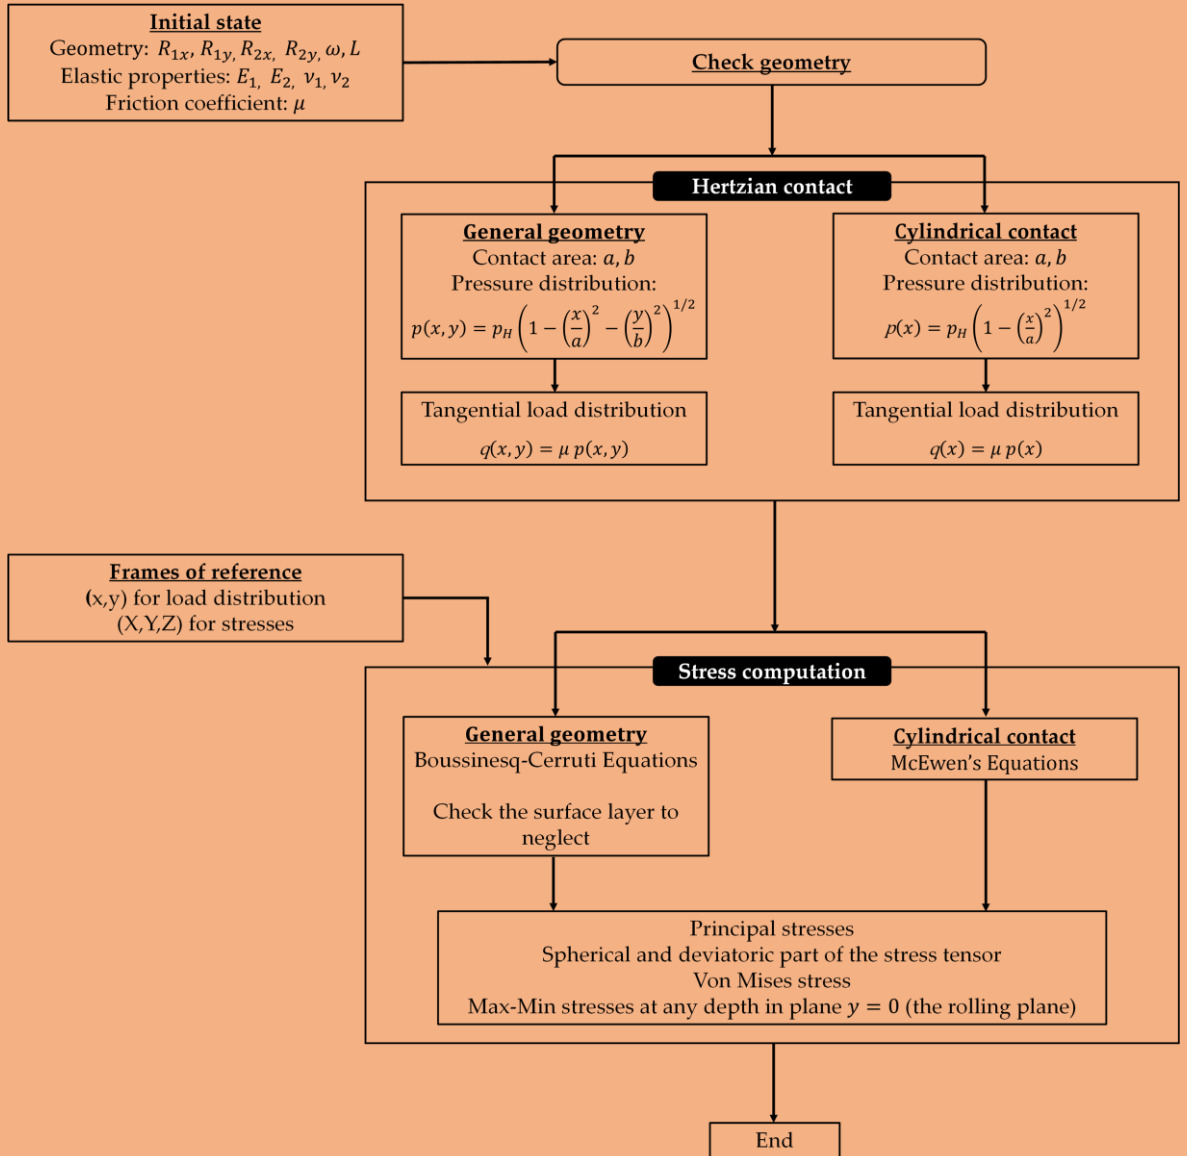 Initial state
Geometry: R₁ₓ, R₁ᵧ, R₂ₓ, R₂ᵧ, ω, L
Elastic properties: E₁, E₂, ν₁, ν₂
Friction coefficient: μ
Check geometry
Hertzian contact
General geometry
Contact area: a, b
Pressure distribution:
p(x, y) = p_H (1 − (x/a)² − (y/b)²)^{1/2}
Tangential load distribution
q(x, y) = μ p(x, y)
Cylindrical contact
Contact area: a, b
Pressure distribution:
p(x) = p_H (1 − (x/a)²)^{1/2}
Tangential load distribution
q(x) = μ p(x)
Frames of reference
(x,y) for load distribution
(X,Y,Z) for stresses
Stress computation
General geometry
Boussinesq-Cerruti Equations
Check the surface layer to
neglect
Cylindrical contact
McEwen's Equations
Principal stresses
Spherical and deviatoric part of the stress tensor
Von Mises stress
Max-Min stresses at any depth in plane y = 0 (the rolling plane)
End